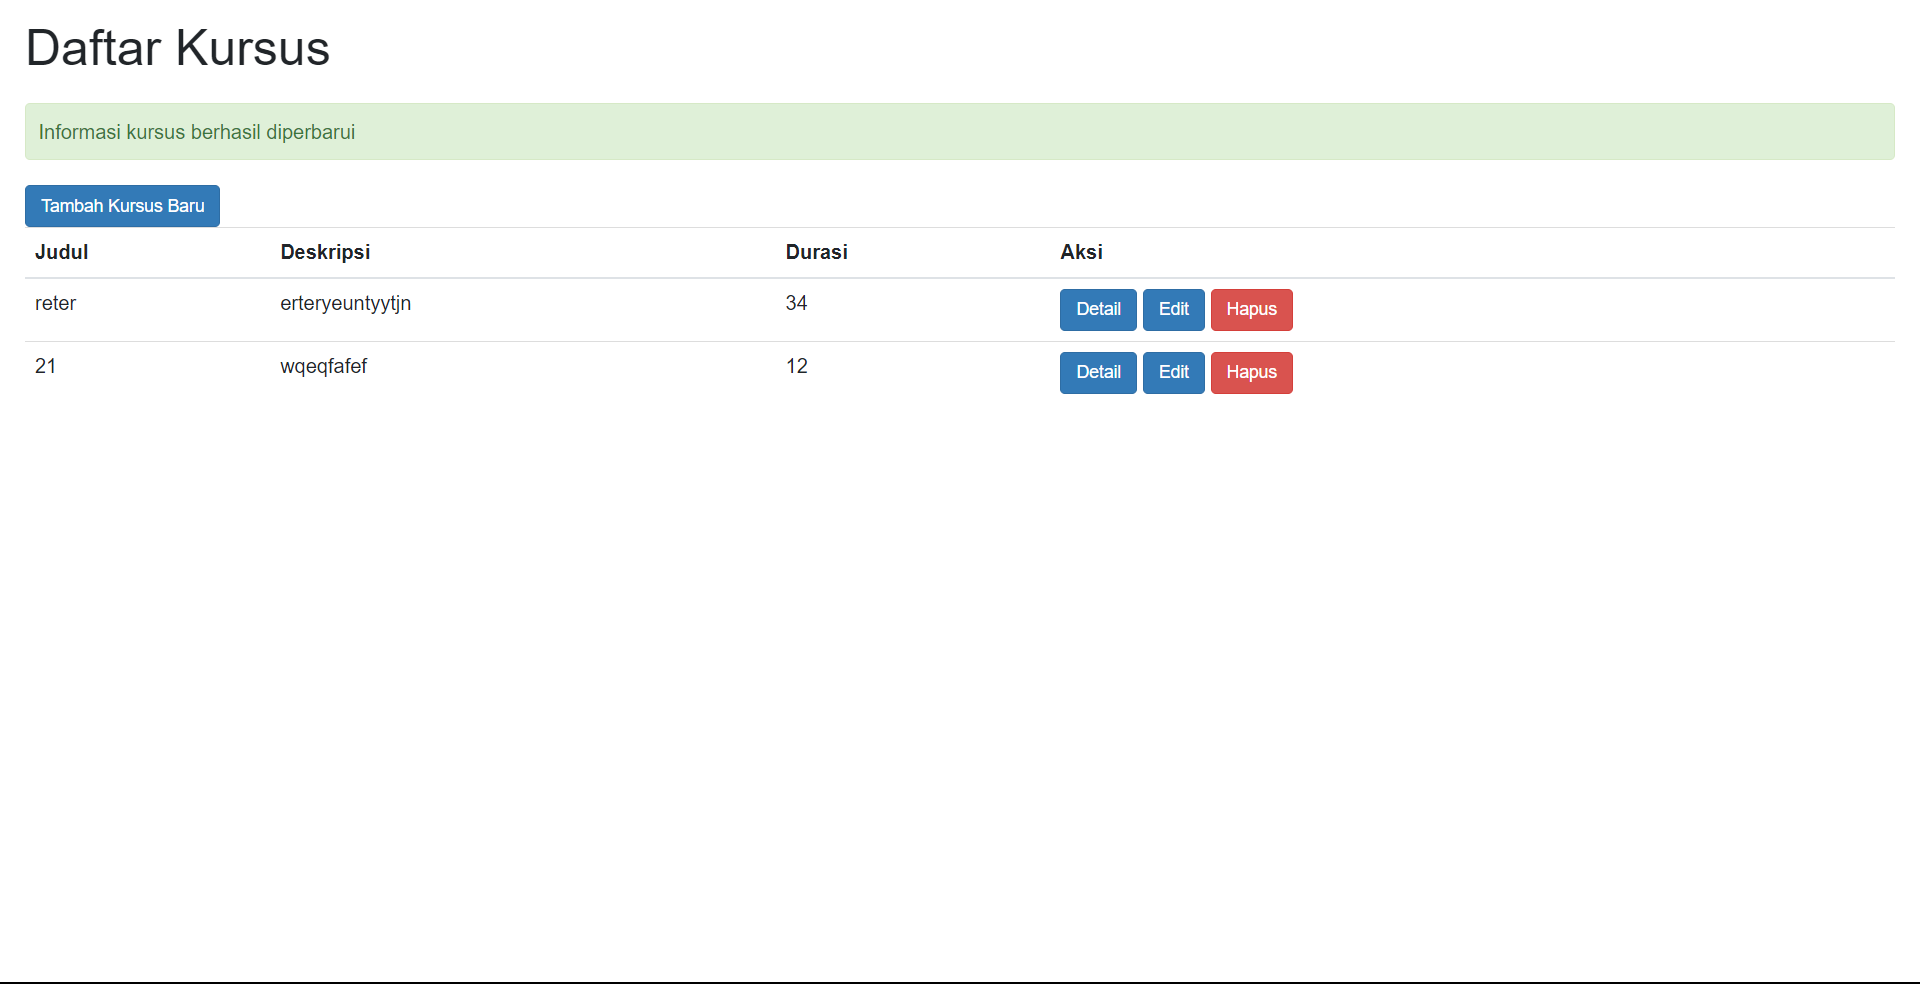 Daftar Kursus
Informasi kursus berhasil diperbarui
Tambah Kursus Baru
Judul Deskripsi Durasi Aksi
reter erteryeuntyytjn 34 Detail Edit Hapus
21 wqeqfafef 12 Detail Edit Hapus